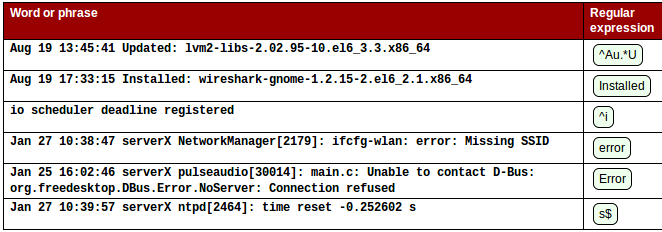 Word or phrase Regular
expression
Aug 19 13:45:41 Updated: lvm2-libs-2.02.95-10.el6_3.3.x86_64 ^Au.*U
Aug 19 17:33:15 Installed: wireshark-gnome-1.2.15-2.el6_2.1.x86_64 Installed
io scheduler deadline registered ^i
Jan 27 10:38:47 serverX NetworkManager[2179]: ifcfg-wlan: error: Missing SSID error
Jan 25 16:02:46 serverX pulseaudio[30014]: main.c: Unable to contact D-Bus: Error
org.freedesktop.DBus.Error.NoServer: Connection refused
Jan 27 10:39:57 serverX ntpd[2464]: time reset -0.252602 s s$